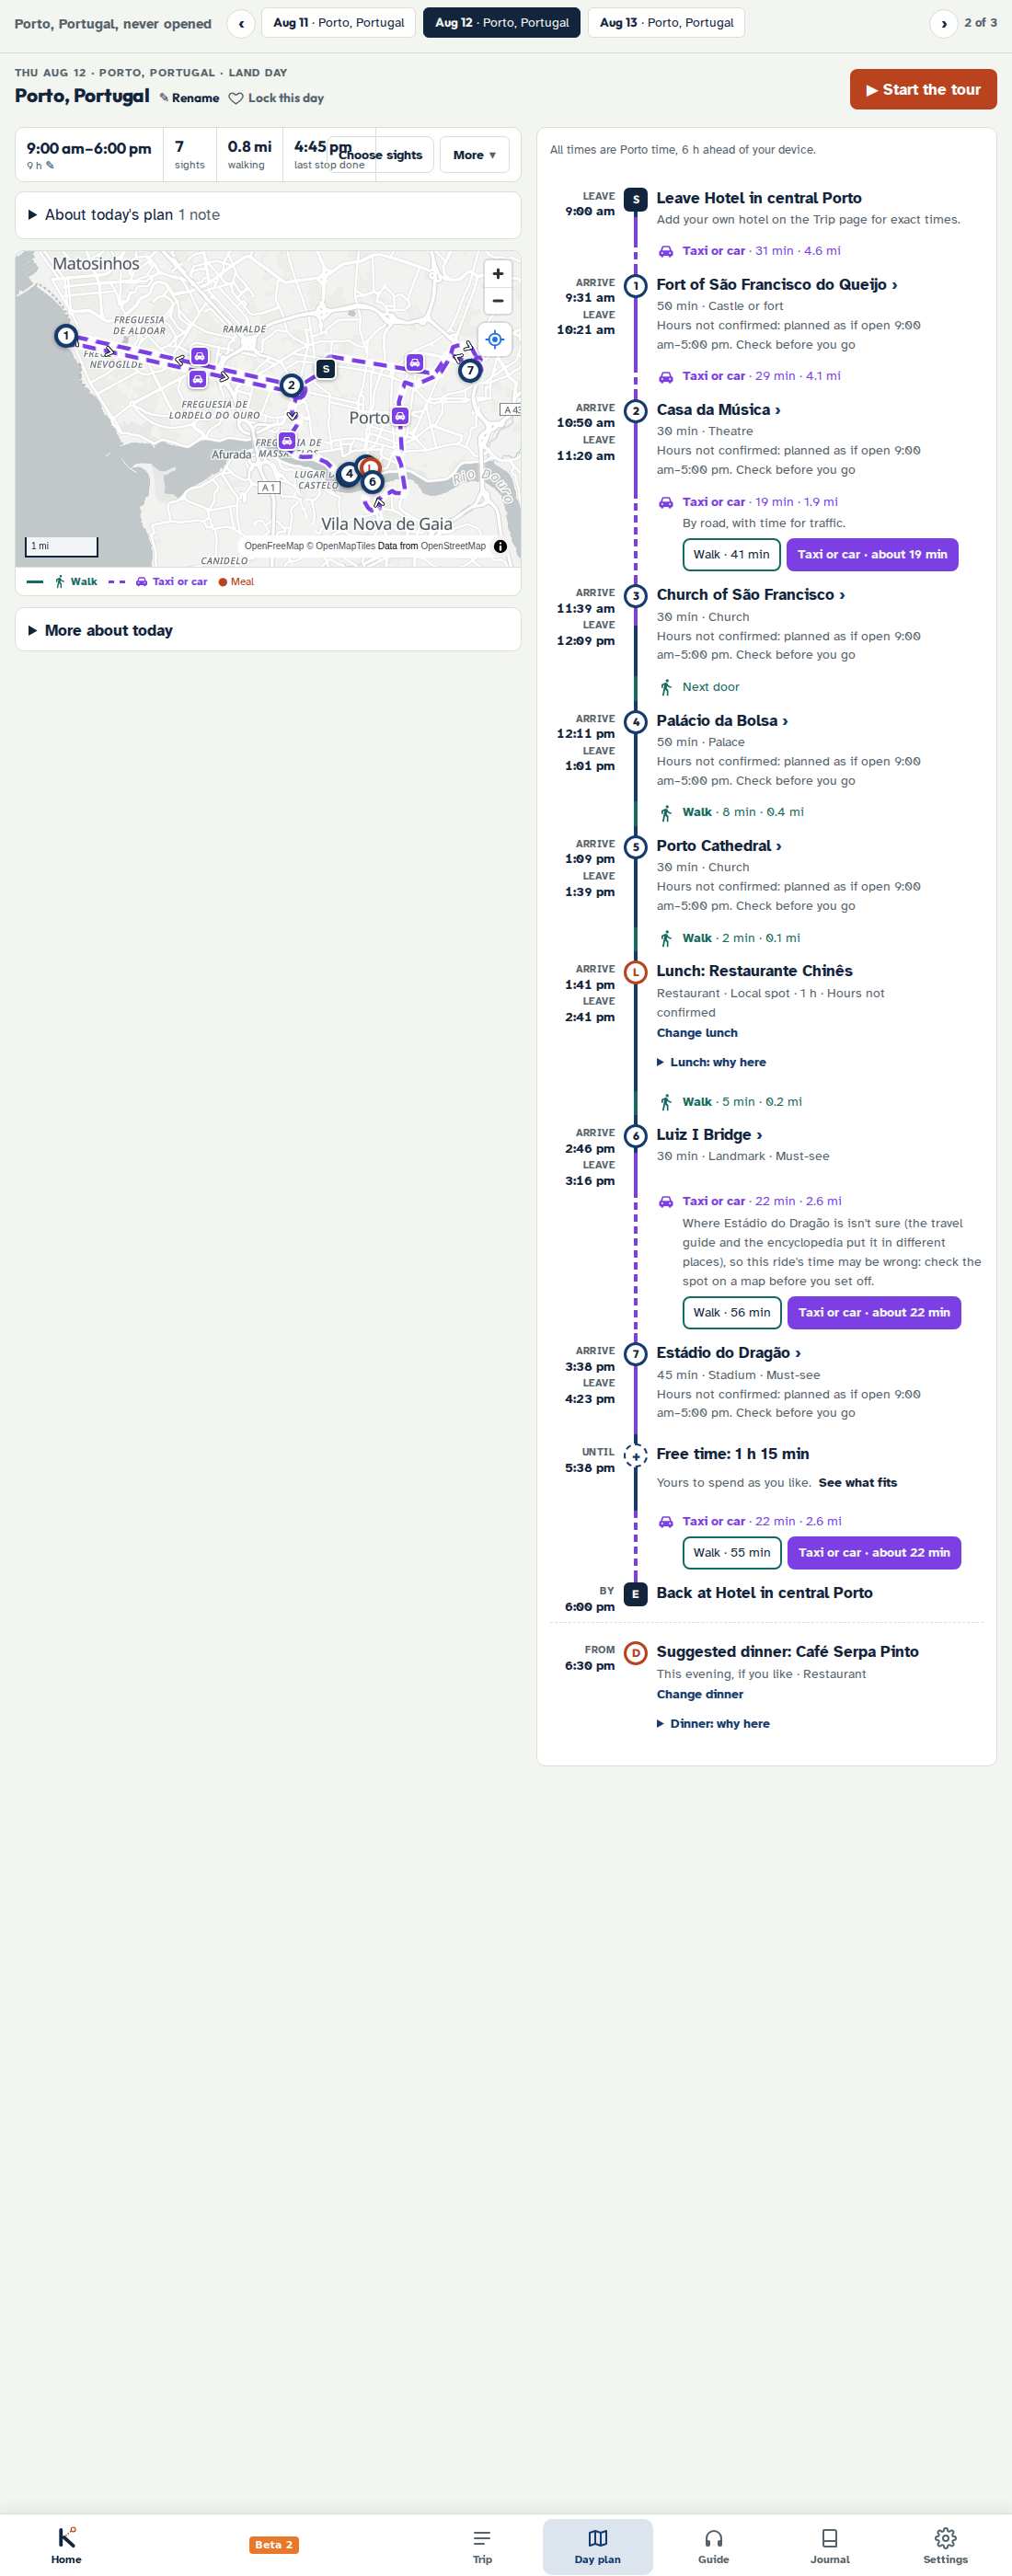 Porto, Portugal, never opened
‹
Aug 11 · Porto, Portugal
Aug 12 · Porto, Portugal
Aug 13 · Porto, Portugal
›
2 of 3
THU AUG 12 · PORTO, PORTUGAL · LAND DAY
Porto, Portugal
✎ Rename
Lock this day
▶ Start the tour
9:00 am–6:00 pm
9 h ✎
7
sights
0.8 mi
walking
4:45 pm
last stop done
Choose sights
More ▾
▶ About today's plan 1 note
Matosinhos
FREGUESIA
DE ALDOAR
RAMALDE
NEVOGILDE
FREGUESIA DE
LORDELO DO OURO
Porto
A 43
Afurada
A 1
LUGAR D
CASTELO
Rio Douro
Vila Nova de Gaia
CANIDELO
1
2
S
7
4
6
+
−
1 mi
OpenFreeMap © OpenMapTiles Data from OpenStreetMap
Walk
Taxi or car
Meal
▶ More about today
All times are Porto time, 6 h ahead of your device.
LEAVE
9:00 am
S
Leave Hotel in central Porto
Add your own hotel on the Trip page for exact times.
Taxi or car · 31 min · 4.6 mi
ARRIVE
9:31 am
LEAVE
10:21 am
1
Fort of São Francisco do Queijo ›
50 min · Castle or fort
Hours not confirmed: planned as if open 9:00
am–5:00 pm. Check before you go
Taxi or car · 29 min · 4.1 mi
ARRIVE
10:50 am
LEAVE
11:20 am
2
Casa da Música ›
30 min · Theatre
Hours not confirmed: planned as if open 9:00
am–5:00 pm. Check before you go
Taxi or car · 19 min · 1.9 mi
By road, with time for traffic.
Walk · 41 min
Taxi or car · about 19 min
ARRIVE
11:39 am
LEAVE
12:09 pm
3
Church of São Francisco ›
30 min · Church
Hours not confirmed: planned as if open 9:00
am–5:00 pm. Check before you go
Next door
ARRIVE
12:11 pm
LEAVE
1:01 pm
4
Palácio da Bolsa ›
50 min · Palace
Hours not confirmed: planned as if open 9:00
am–5:00 pm. Check before you go
Walk · 8 min · 0.4 mi
ARRIVE
1:09 pm
LEAVE
1:39 pm
5
Porto Cathedral ›
30 min · Church
Hours not confirmed: planned as if open 9:00
am–5:00 pm. Check before you go
Walk · 2 min · 0.1 mi
ARRIVE
1:41 pm
LEAVE
2:41 pm
L
Lunch: Restaurante Chinês
Restaurant · Local spot · 1 h · Hours not
confirmed
Change lunch
▶ Lunch: why here
Walk · 5 min · 0.2 mi
ARRIVE
2:46 pm
LEAVE
3:16 pm
6
Luiz I Bridge ›
30 min · Landmark · Must-see
Taxi or car · 22 min · 2.6 mi
Where Estádio do Dragão is isn't sure (the travel
guide and the encyclopedia put it in different
places), so this ride's time may be wrong: check the
spot on a map before you set off.
Walk · 56 min
Taxi or car · about 22 min
ARRIVE
3:38 pm
LEAVE
4:23 pm
7
Estádio do Dragão ›
45 min · Stadium · Must-see
Hours not confirmed: planned as if open 9:00
am–5:00 pm. Check before you go
UNTIL
5:38 pm
+
Free time: 1 h 15 min
Yours to spend as you like. See what fits
Taxi or car · 22 min · 2.6 mi
Walk · 55 min
Taxi or car · about 22 min
BY
6:00 pm
E
Back at Hotel in central Porto
FROM
6:30 pm
D
Suggested dinner: Café Serpa Pinto
This evening, if you like · Restaurant
Change dinner
▶ Dinner: why here
Home
Beta 2
Trip
Day plan
Guide
Journal
Settings